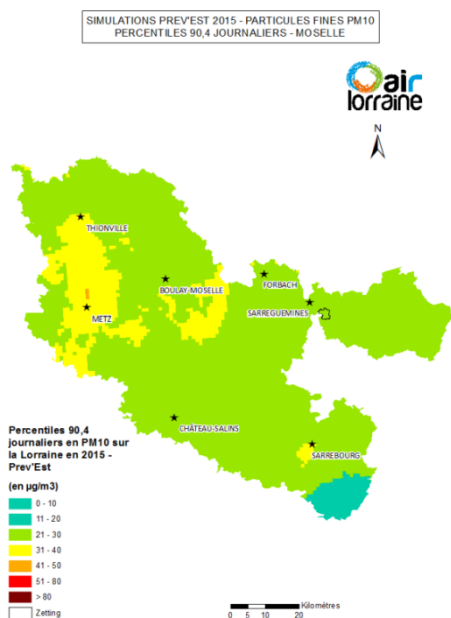 SIMULATIONS PREV'EST 2015 - PARTICULES FINES PM10
PERCENTILES 90,4 JOURNALIERS - MOSELLE
air
lorraine
N
THIONVILLE
BOULAY-MOSELLE
FORBACH
SARREGUEMINES
METZ
CHÂTEAU-SALINS
SARREBOURG
Percentiles 90,4
journaliers en PM10 sur
la Lorraine en 2015 -
Prev'Est
(en µg/m3)
0 - 10
11 - 20
21 - 30
31 - 40
41 - 50
51 - 80
> 80
Zetting
Kilomètres
0 5 10 20